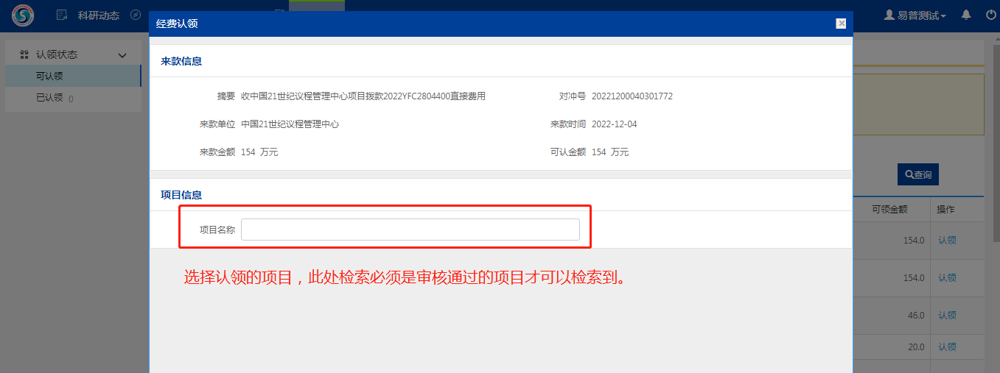 科研动态
易普测试
经费认领
认领状态
可认领
已认领 0
来款信息
摘要 收中国21世纪议程管理中心项目拨款2022YFC2804400直接费用 对冲号 20221200040301772
来款单位 中国21世纪议程管理中心 来款时间 2022-12-04
来款金额 154 万元 可认金额 154 万元
项目信息
项目名称
选择认领的项目，此处检索必须是审核通过的项目才可以检索到。
查询
可领金额 操作
154.0 认领
154.0 认领
46.0 认领
20.0 认领